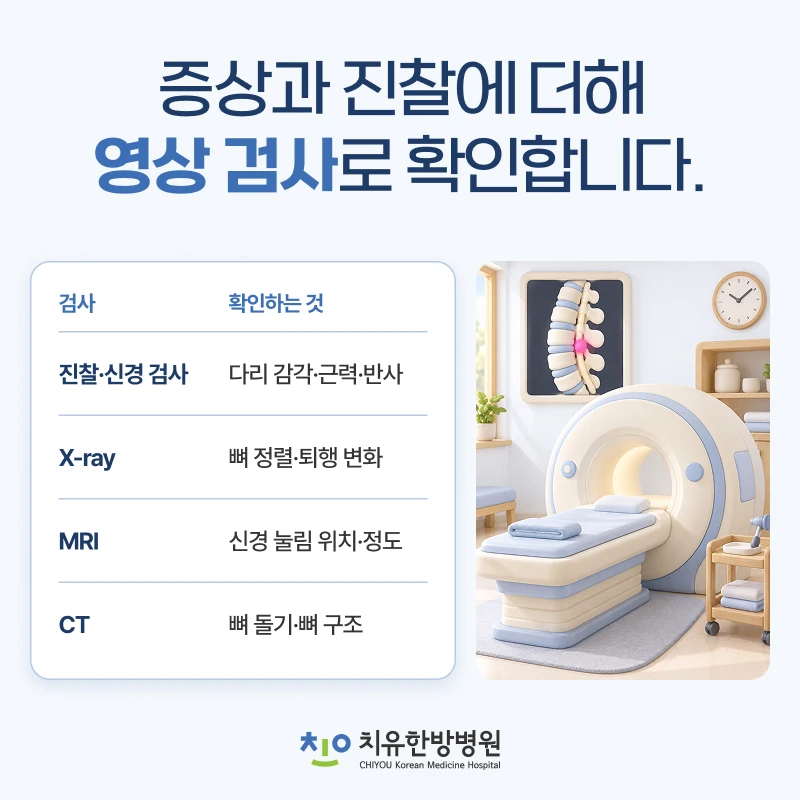 증상과 진찰에 더해
영상 검사로 확인합니다.
검사 확인하는 것
진찰·신경 검사 다리 감각·근력·반사
X-ray 뼈 정렬·퇴행 변화
MRI 신경 눌림 위치·정도
CT 뼈 돌기·뼈 구조
치유 치유한방병원
CHIYOU Korean Medicine Hospital